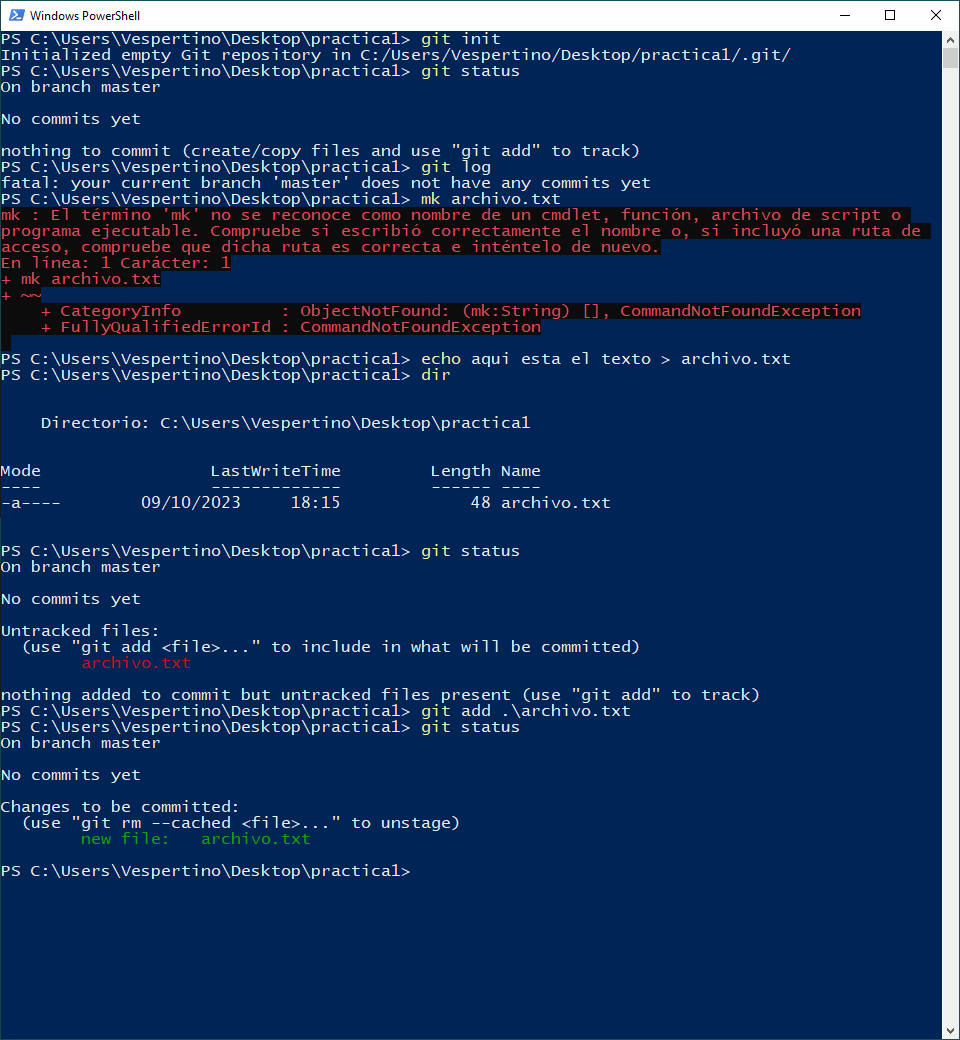 Windows PowerShell
PS C:\Users\Vespertino\Desktop\practica1> git init
Initialized empty Git repository in C:/Users/Vespertino/Desktop/practica1/.git/
PS C:\Users\Vespertino\Desktop\practica1> git status
On branch master
No commits yet
nothing to commit (create/copy files and use "git add" to track)
PS C:\Users\Vespertino\Desktop\practica1> git log
fatal: your current branch 'master' does not have any commits yet
PS C:\Users\Vespertino\Desktop\practica1> mk archivo.txt
mk : El término 'mk' no se reconoce como nombre de un cmdlet, función, archivo de script o
programa ejecutable. Compruebe si escribió correctamente el nombre o, si incluyó una ruta de
acceso, compruebe que dicha ruta es correcta e inténtelo de nuevo.
En línea: 1 Carácter: 1
+ mk archivo.txt
+ ~~
    + CategoryInfo          : ObjectNotFound: (mk:String) [], CommandNotFoundException
    + FullyQualifiedErrorId : CommandNotFoundException
PS C:\Users\Vespertino\Desktop\practica1> echo aqui esta el texto > archivo.txt
PS C:\Users\Vespertino\Desktop\practica1> dir
    Directorio: C:\Users\Vespertino\Desktop\practica1
Mode                 LastWriteTime         Length Name
----                 -------------         ------ ----
-a----        09/10/2023     18:15             48 archivo.txt
PS C:\Users\Vespertino\Desktop\practica1> git status
On branch master
No commits yet
Untracked files:
  (use "git add <file>..." to include in what will be committed)
        archivo.txt
nothing added to commit but untracked files present (use "git add" to track)
PS C:\Users\Vespertino\Desktop\practica1> git add .\archivo.txt
PS C:\Users\Vespertino\Desktop\practica1> git status
On branch master
No commits yet
Changes to be committed:
  (use "git rm --cached <file>..." to unstage)
        new file:   archivo.txt
PS C:\Users\Vespertino\Desktop\practica1>